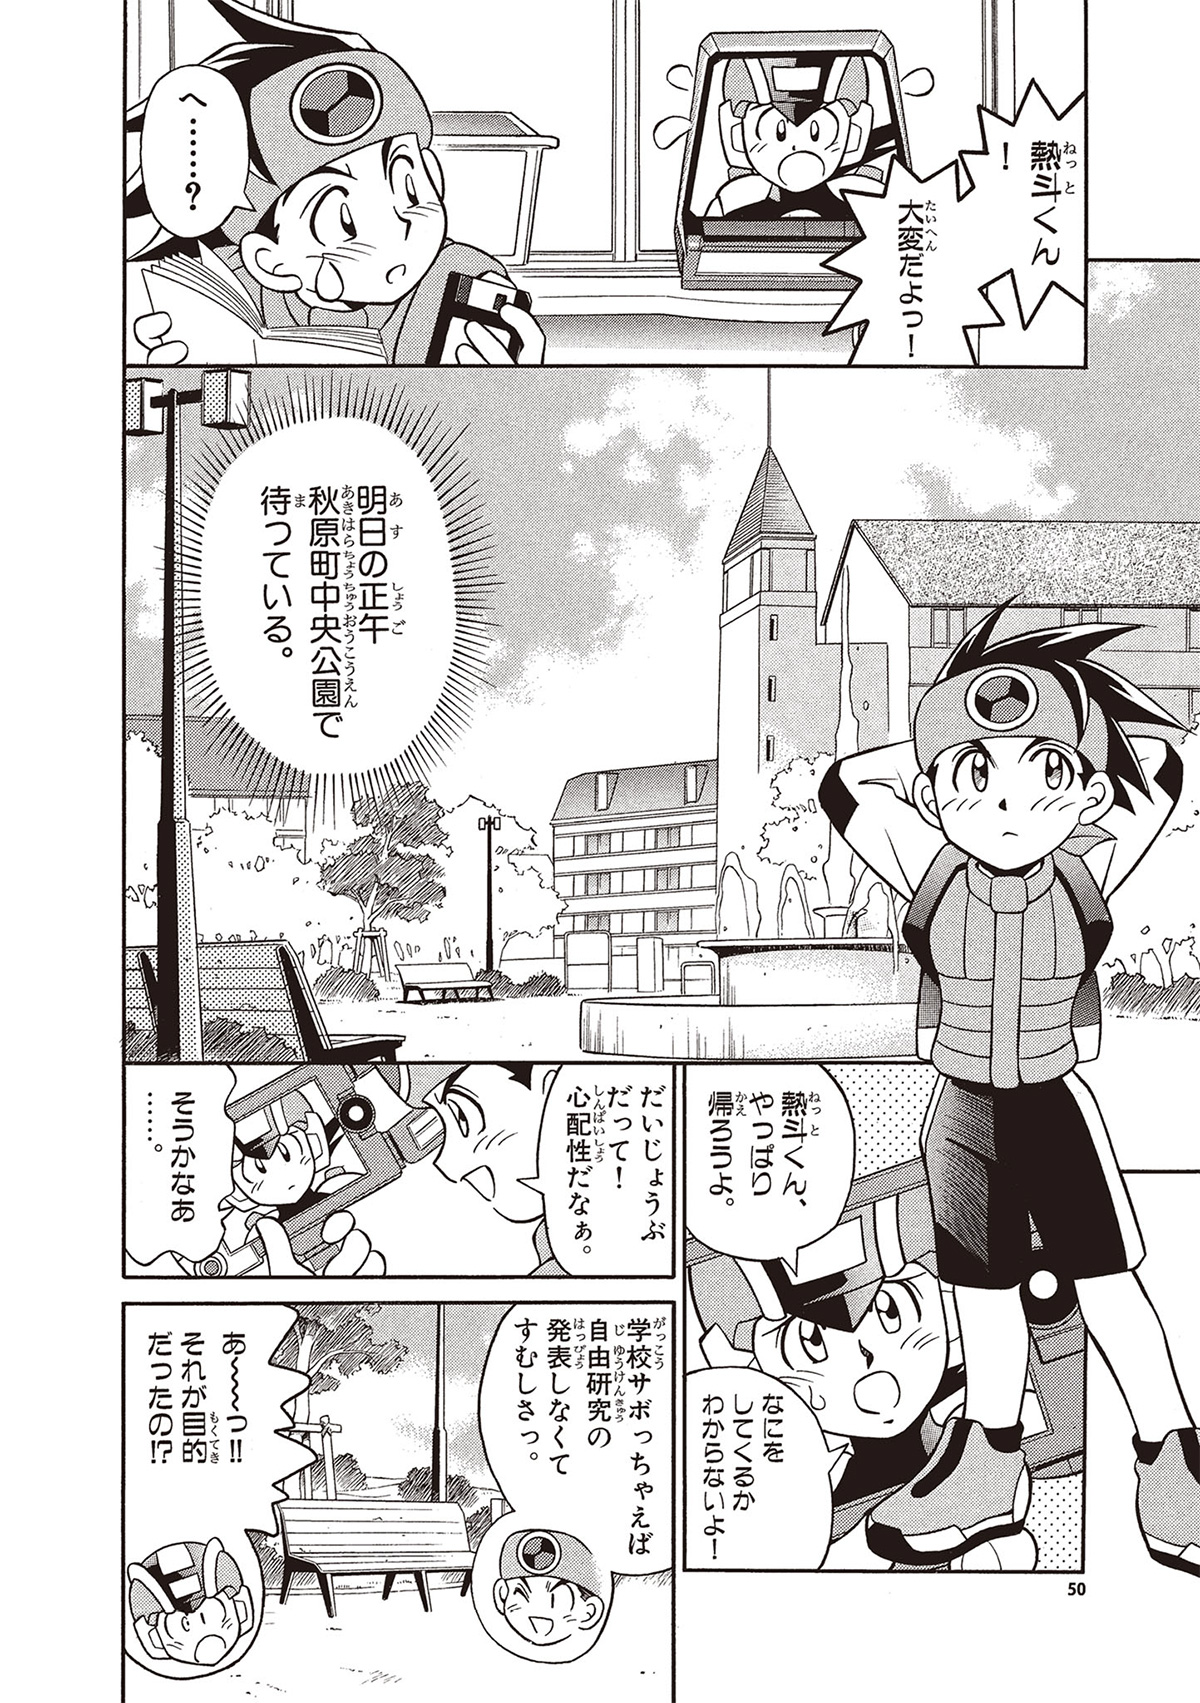 熱斗くん
！
大変だよっ！
へ………？
明日の正午
秋原町中央公園で
待っている。
熱斗くん、
やっぱり
帰ろうよ。
なにを
してくるか
わからないよ！
だいじょうぶ
だって！
心配性だなぁ。
そうかなあ
……。
学校サボっちゃえば
自由研究の
発表しなくて
すむしさっ。
あ〜〜〜っ!!
それが目的
だったの!?
50